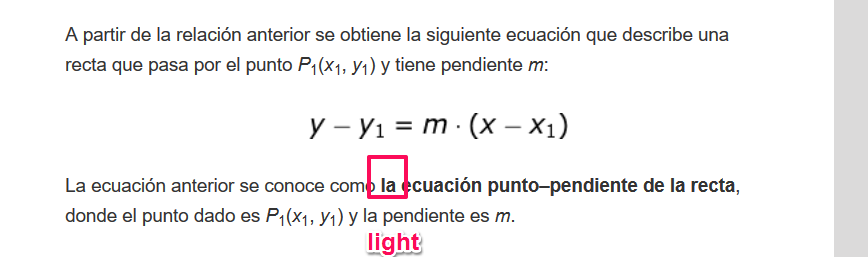 A partir de la relación anterior se obtiene la siguiente ecuación que describe una
recta que pasa por el punto P₁(x₁, y₁) y tiene pendiente m:
y – y₁ = m · (x – x₁)
La ecuación anterior se conoce como la ecuación punto–pendiente de la recta,
donde el punto dado es P₁(x₁, y₁) y la pendiente es m.
light